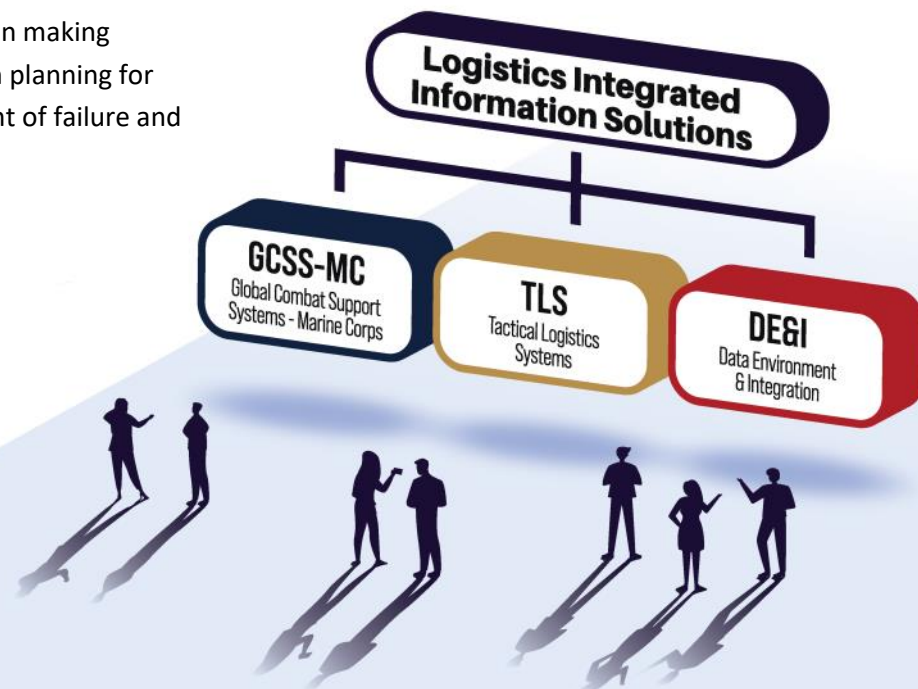 n making
planning for
nt of failure and
Logistics Integrated
Information Solutions
GCSS-MC
Global Combat Support
Systems - Marine Corps
TLS
Tactical Logistics
Systems
DE&I
Data Environment
& Integration